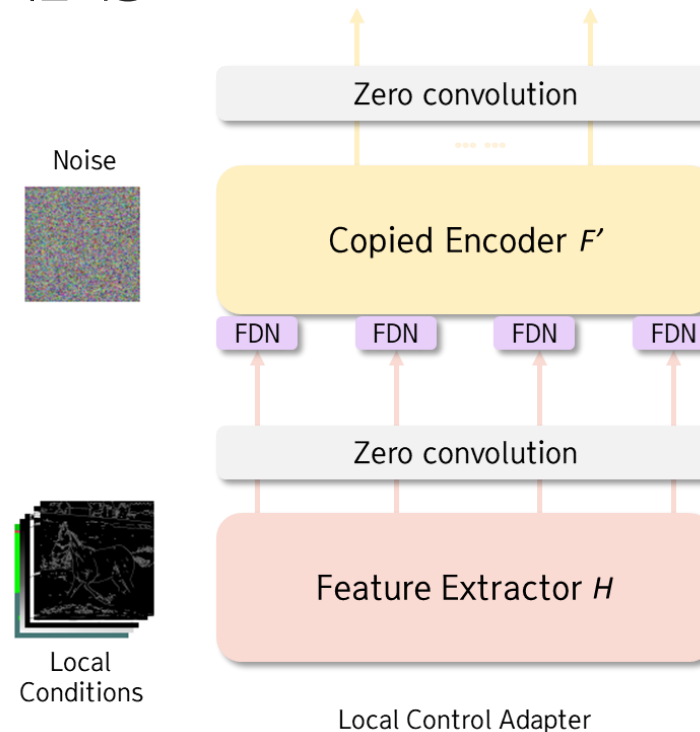 Zero convolution
Noise
Copied Encoder F’
FDN FDN FDN FDN
Zero convolution
Feature Extractor H
Local
Conditions
Local Control Adapter